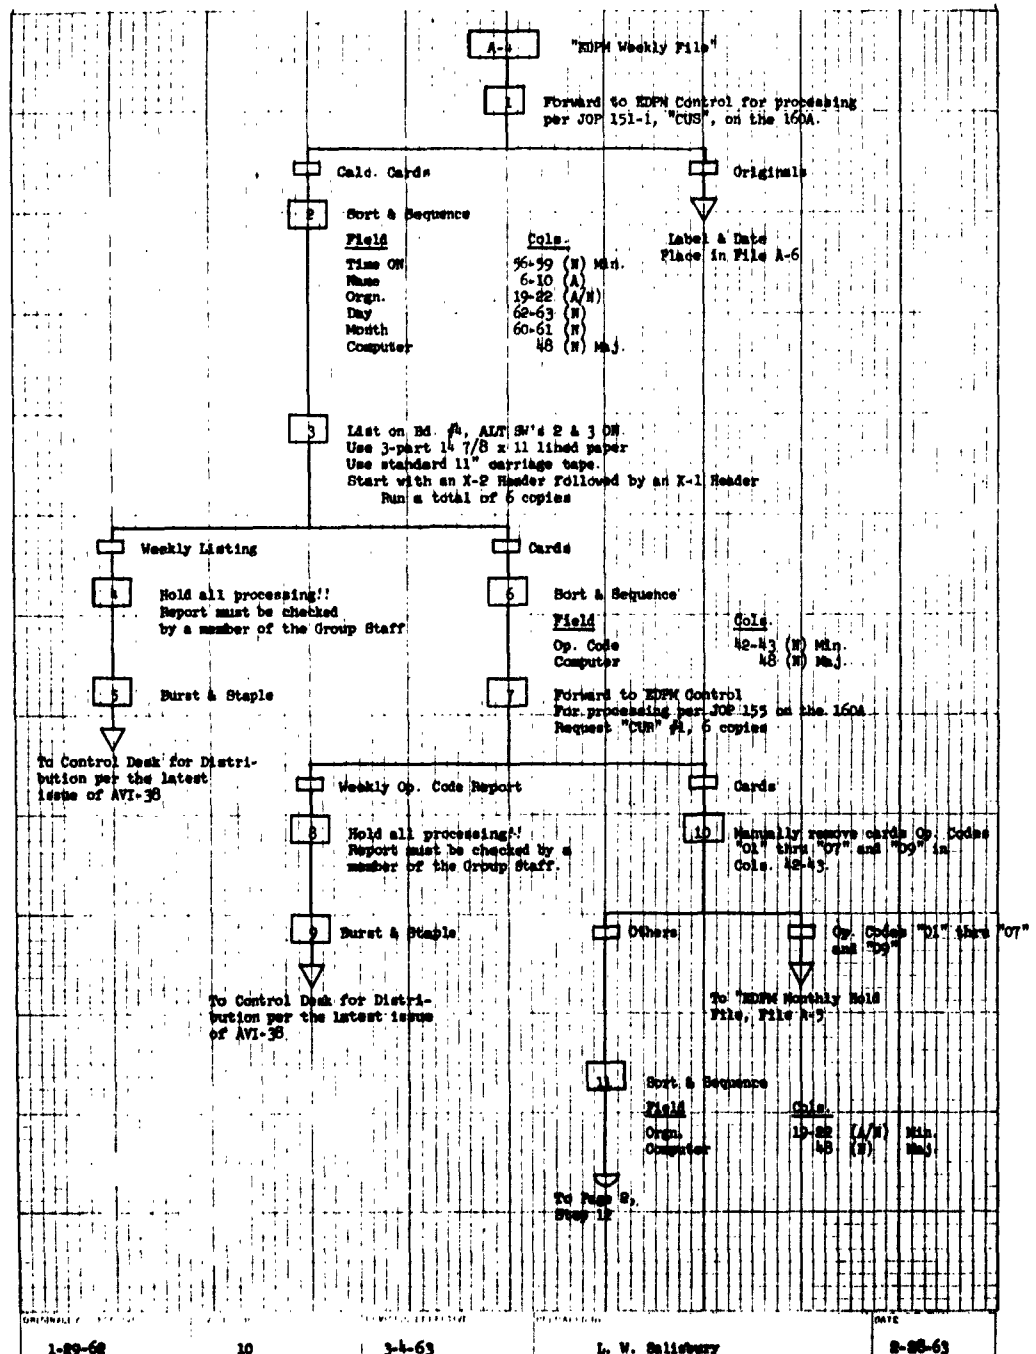 A-4 "EDPM Weekly File"
1 Forward to EDPM Control for processing
per JOP 151-1, "CUS", on the 160A.
Cald. Cards
Originals
2 Sort & Sequence
Field Cols.
Time ON 56-59 (N) Min.
Name 6-10 (A)
Orgn. 19-22 (A/N)
Day 62-63 (N)
Month 60-61 (N)
Computer 48 (N) Maj.
Label & Date
Place in File A-6
3 List on Bd. #4, ALT SW's 2 & 3 ON
Use 3-part 14 7/8 x 11 lined paper
Use standard 11" carriage tape.
Start with an X-2 Header followed by an X-1 Header
Run a total of 6 copies
Weekly Listing
Cards
4 Hold all processing!!
Report must be checked
by a member of the Group Staff
5 Burst & Staple
To Control Desk for Distri-
bution per the latest
issue of AVI-38
6 Sort & Sequence
Field Cols.
Op. Code 42-43 (N) Min.
Computer 48 (N) Maj.
7 Forward to EDPM Control
For processing per JOP 155 on the 160A
Request "CUR" #1, 6 copies
Weekly Op. Code Report
Cards
8 Hold all processing!!
Report must be checked by a
member of the Group Staff.
9 Burst & Staple
To Control Desk for Distri-
bution per the latest issue
of AVI-38
10 Manually remove cards Op. Codes
"01" thru "07" and "09" in
Cols. 42-43.
Others
Op. Codes "01" thru "07"
and "09"
To "EDPM Monthly Hold
File, File A-5
11 Sort & Sequence
Field Cols.
Orgn. 19-22 (A/N) Min.
Computer 48 (N) Maj.
To Page 2,
Step 12
DATE
1-29-62 10 3-4-63 L. W. Salisbury 2-28-63